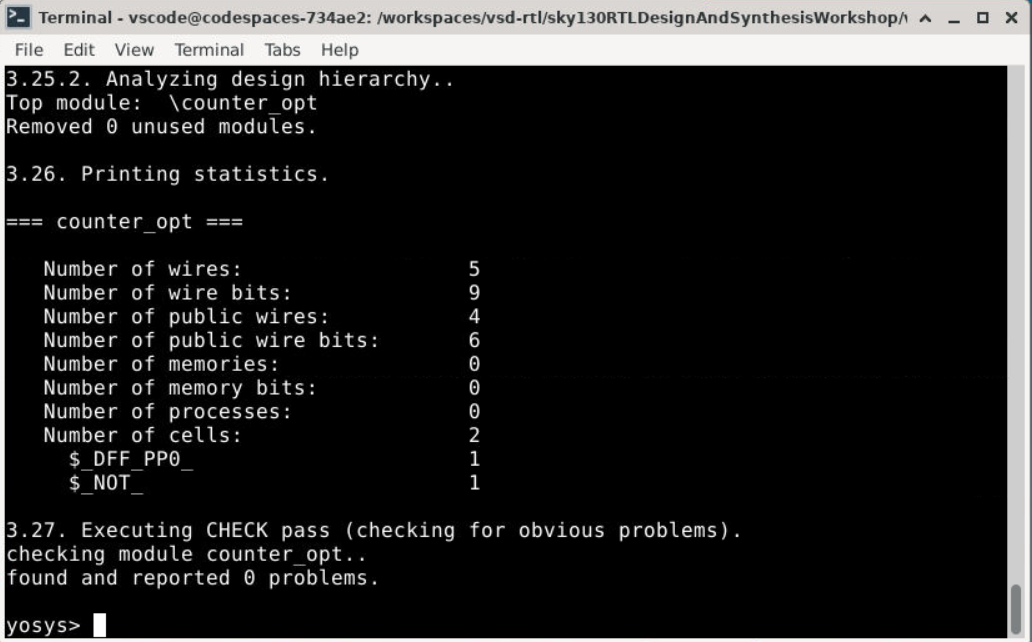 Terminal - vscode@codespaces-734ae2: /workspaces/vsd-rtl/sky130RTLDesignAndSynthesisWorkshop/
File Edit View Terminal Tabs Help
3.25.2. Analyzing design hierarchy..
Top module:  \counter_opt
Removed 0 unused modules.
3.26. Printing statistics.
=== counter_opt ===
Number of wires: 5
Number of wire bits: 9
Number of public wires: 4
Number of public wire bits: 6
Number of memories: 0
Number of memory bits: 0
Number of processes: 0
Number of cells: 2
$_DFF_PP0_ 1
$_NOT_ 1
3.27. Executing CHECK pass (checking for obvious problems).
checking module counter_opt..
found and reported 0 problems.
yosys>